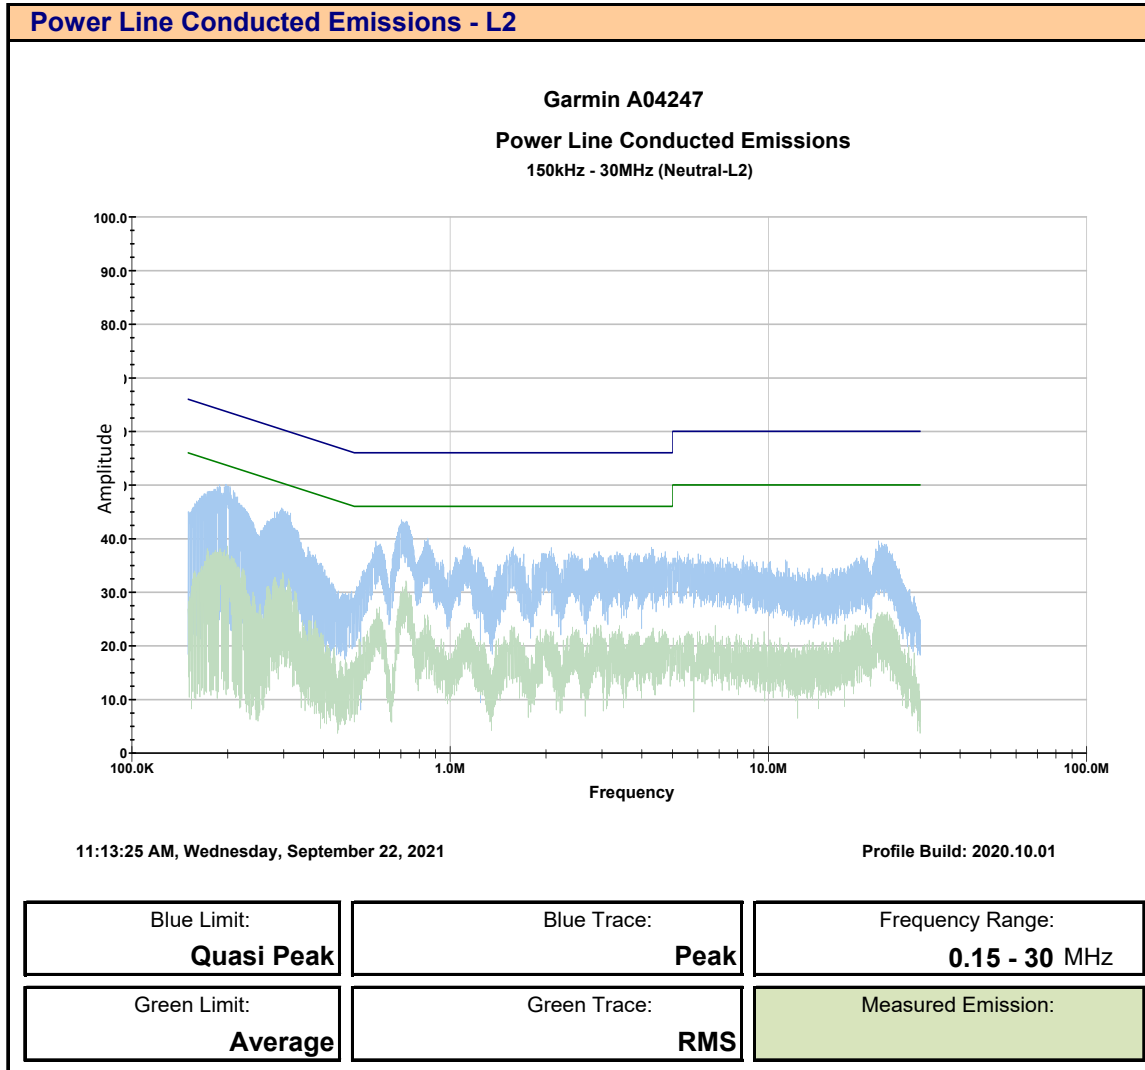 Power Line Conducted Emissions - L2
Garmin A04247
Power Line Conducted Emissions
150kHz - 30MHz (Neutral-L2)
100.0
90.0
80.0
40.0
30.0
20.0
10.0
0
Amplitude
100.0K 1.0M 10.0M 100.0M
Frequency
11:13:25 AM, Wednesday, September 22, 2021 Profile Build: 2020.10.01
Blue Limit: Blue Trace: Frequency Range:
Quasi Peak Peak 0.15 - 30 MHz
Green Limit: Green Trace: Measured Emission:
Average RMS